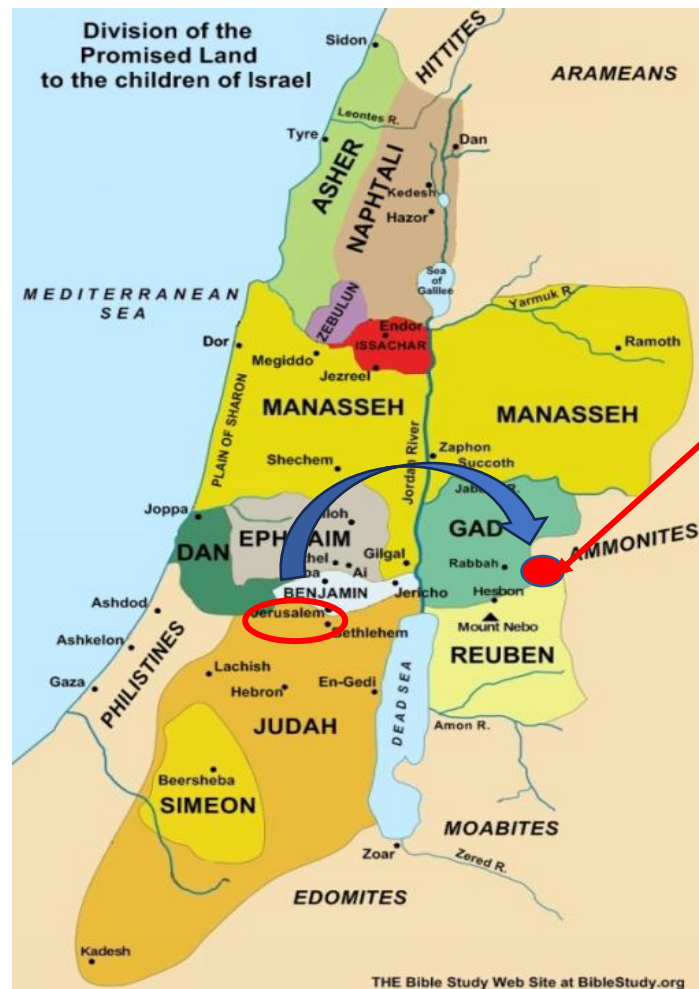 Division of the
Promised Land
to the children of Israel
Sidon
HITTITES
ARAMEANS
Leontes R.
Tyre
Dan
ASHER
NAPHTALI
Kedesh
Hazor
Sea
of
Galilee
MEDITERRANEAN
SEA
ZEBULUN
Yarmuk R.
Endor
ISSACHAR
Dor
Megiddo
Ramoth
Jezreel
MANASSEH
MANASSEH
PLAIN OF SHARON
Jordan River
Zaphon
Succoth
Shechem
Joppa
GAD
AMMONITES
DAN
Gilgal
Rabbah
Ai
BENJAMIN
Jericho
Hesbon
Ashdod
Jerusalem
Mount Nebo
Bethlehem
Ashkelon
REUBEN
PHILISTINES
Lachish
Gaza
Hebron
En-Gedi
DEAD SEA
JUDAH
Arnon R.
Beersheba
SIMEON
MOABITES
Zoar
Zered R.
EDOMITES
Kadesh
THE Bible Study Web Site at BibleStudy.org